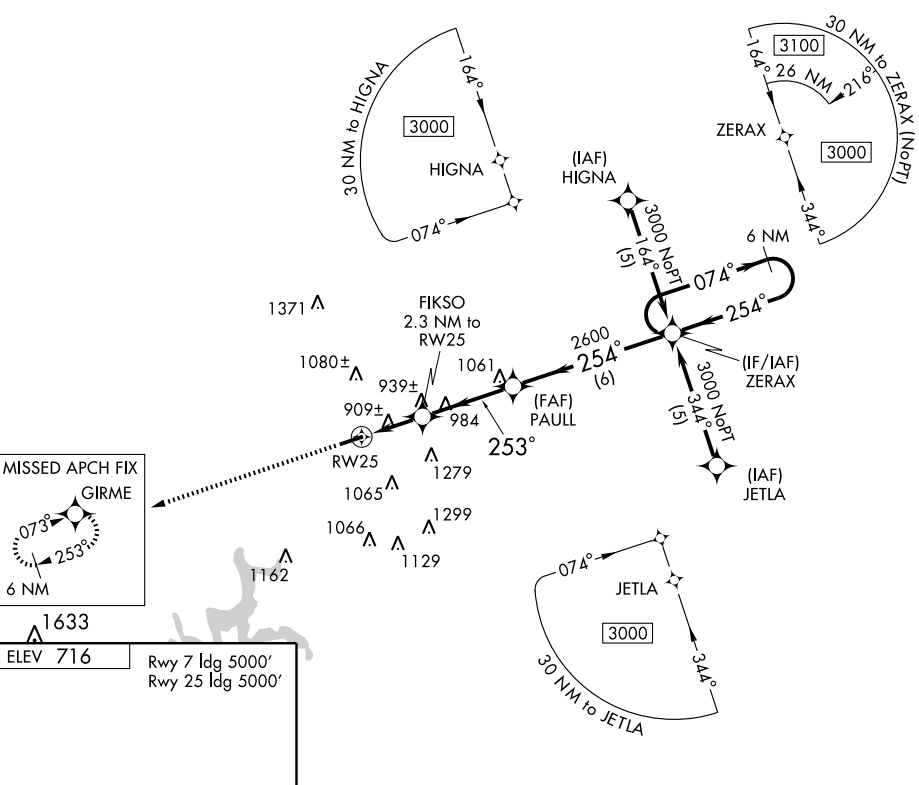 30 NM to HIGNA
164°
3000
HIGNA
074°
30 NM to ZERAX (NoPT)
3100
164°
26 NM
216°
ZERAX
3000
344°
(IAF)
HIGNA
3000 NoPT
164°
(5)
6 NM
074°
254°
1371
FIKSO
2.3 NM to
RW25
2600
254°
(6)
(IF/IAF)
ZERAX
1080±
1061
939±
(FAF)
PAULL
3000 NoPT
344°
(5)
909±
984
253°
RW25
(IAF)
JETLA
MISSED APCH FIX
GIRME
073°
253°
6 NM
1279
1065
1299
1066
1129
1162
074°
JETLA
3000
344°
30 NM to JETLA
1633
ELEV 716
Rwy 7 ldg 5000'
Rwy 25 ldg 5000'